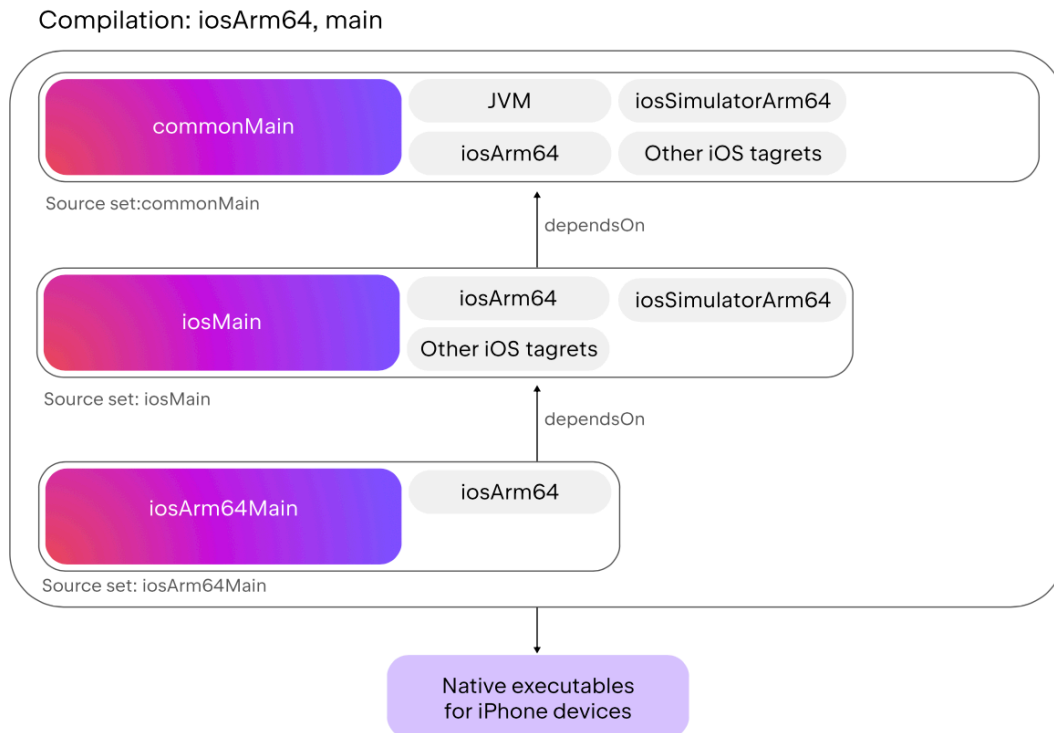 Compilation: iosArm64, main
commonMain
JVM
iosSimulatorArm64
iosArm64
Other iOS tagrets
Source set:commonMain
dependsOn
iosMain
iosArm64
iosSimulatorArm64
Other iOS tagrets
Source set: iosMain
dependsOn
iosArm64Main
iosArm64
Source set: iosArm64Main
Native executables
for iPhone devices